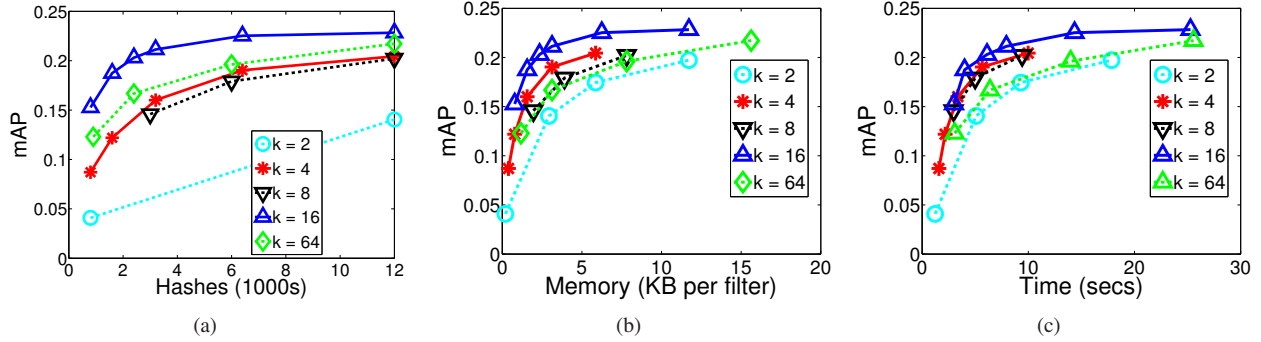 0.25
0.2
0.15
0.1
0.05
0
mAP
0 2 4 6 8 10 12
Hashes (1000s)
k = 2
k = 4
k = 8
k = 16
k = 64
(a)
0.25
0.2
0.15
0.1
0.05
0
mAP
0 5 10 15 20
Memory (KB per filter)
k = 2
k = 4
k = 8
k = 16
k = 64
(b)
0.25
0.2
0.15
0.1
0.05
0
mAP
0 10 20 30
Time (secs)
k = 2
k = 4
k = 8
k = 16
k = 64
(c)